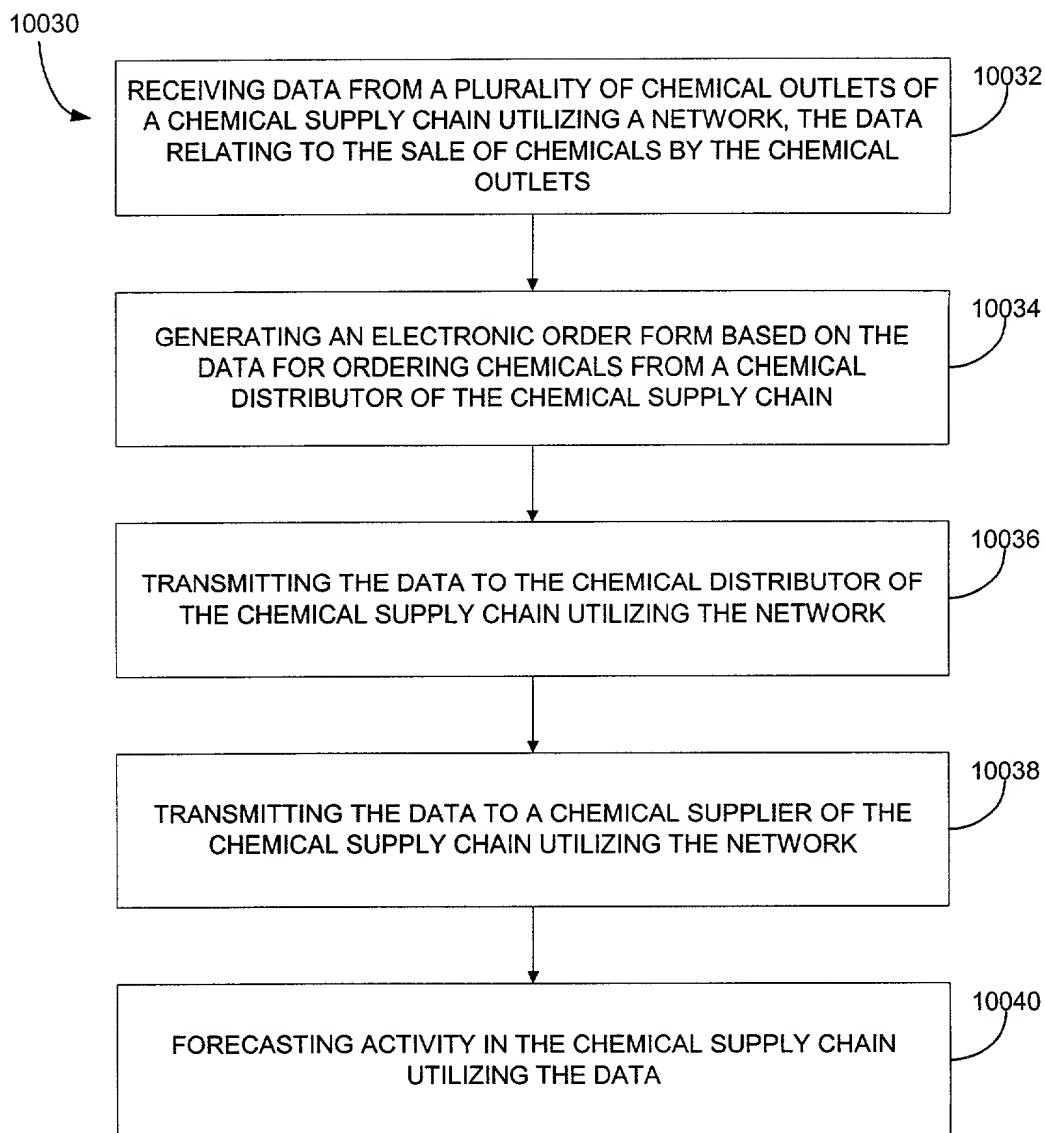 10030
RECEIVING DATA FROM A PLURALITY OF CHEMICAL OUTLETS OF
A CHEMICAL SUPPLY CHAIN UTILIZING A NETWORK, THE DATA
RELATING TO THE SALE OF CHEMICALS BY THE CHEMICAL
OUTLETS
10032
GENERATING AN ELECTRONIC ORDER FORM BASED ON THE
DATA FOR ORDERING CHEMICALS FROM A CHEMICAL
DISTRIBUTOR OF THE CHEMICAL SUPPLY CHAIN
10034
TRANSMITTING THE DATA TO THE CHEMICAL DISTRIBUTOR OF
THE CHEMICAL SUPPLY CHAIN UTILIZING THE NETWORK
10036
TRANSMITTING THE DATA TO A CHEMICAL SUPPLIER OF THE
CHEMICAL SUPPLY CHAIN UTILIZING THE NETWORK
10038
FORECASTING ACTIVITY IN THE CHEMICAL SUPPLY CHAIN
UTILIZING THE DATA
10040